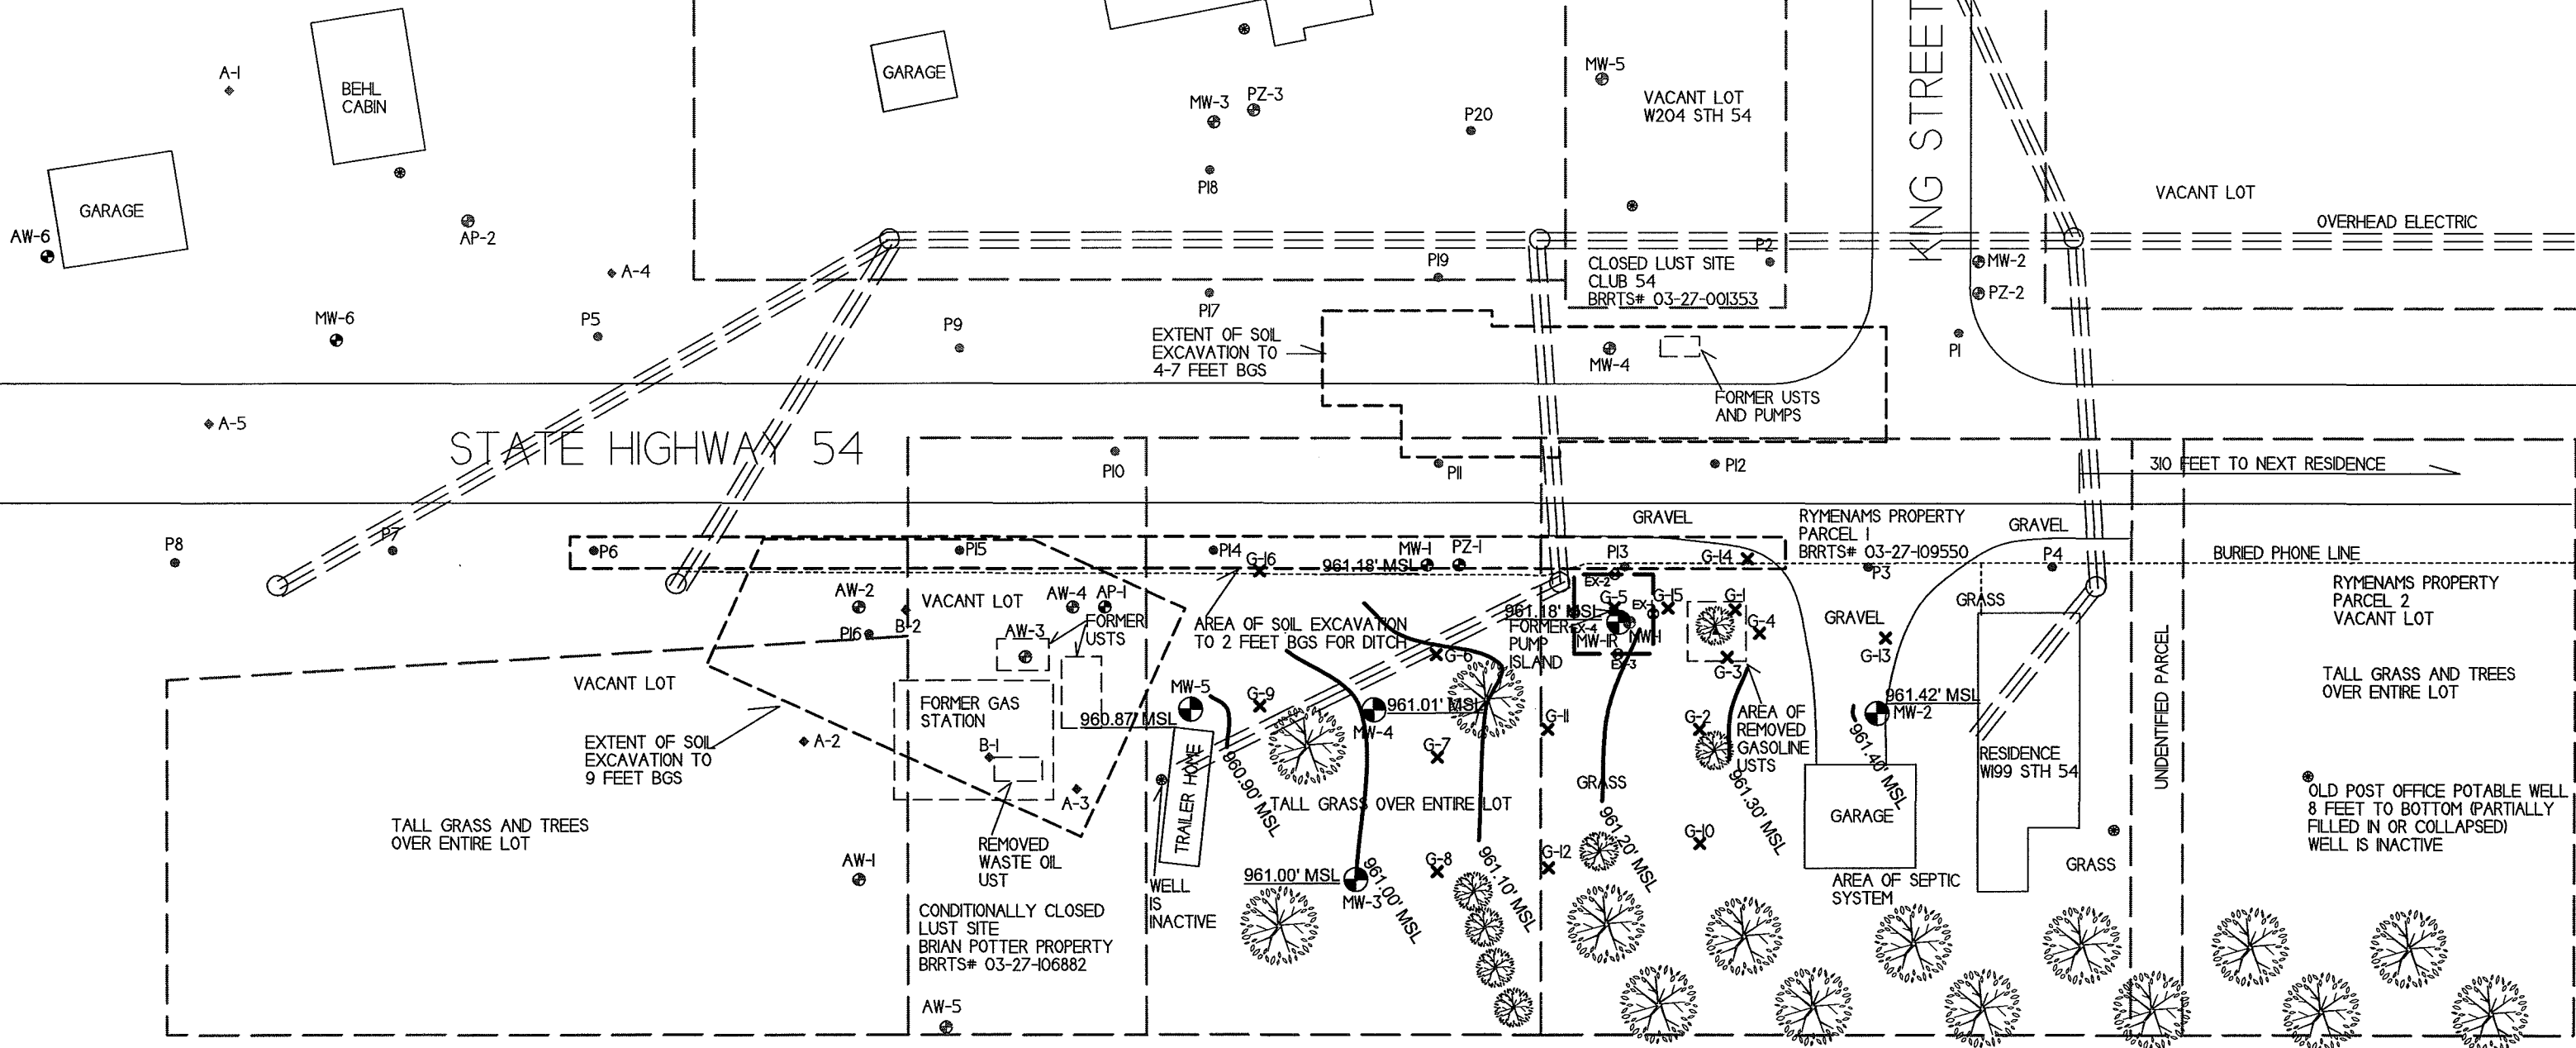 A-1
BEHL
CABIN
GARAGE
AW-6
AP-2
A-4
MW-6
P5
A-5
GARAGE
MW-3
PZ-3
P18
P20
P19
P17
P9
MW-5
VACANT LOT
W204 STH 54
P2
CLOSED LUST SITE
CLUB 54
BRRTS# 03-27-001353
KING STREET
VACANT LOT
OVERHEAD ELECTRIC
MW-2
PZ-2
P1
EXTENT OF SOIL
EXCAVATION TO
4-7 FEET BGS
MW-4
FORMER USTS
AND PUMPS
STATE HIGHWAY 54
P10
P11
P12
310 FEET TO NEXT RESIDENCE
P8
P7
P6
P15
P14
G-16
MW-1
PZ-1
961.18' MSL
GRAVEL
P13
G-14
RYMENAMS PROPERTY
PARCEL 1
BRRTS# 03-27-109550
GRAVEL
P3
P4
BURIED PHONE LINE
RYMENAMS PROPERTY
PARCEL 2
VACANT LOT
AW-2
P16
B-2
VACANT LOT
AW-4
AP-1
AW-3
FORMER
USTS
AREA OF SOIL EXCAVATION
TO 2 FEET BGS FOR DITCH
961.18' MSL
FORMER
PUMP
ISLAND
EX-2
G-5
EX-1
EX-4
MW-1R
MW-1
EX-3
G-15
G-1
G-4
G-3
GRAVEL
G-13
GRASS
G-6
VACANT LOT
EXTENT OF SOIL
EXCAVATION TO
9 FEET BGS
A-2
FORMER GAS
STATION
B-1
A-3
MW-5
960.87' MSL
G-9
961.01' MSL
MW-4
G-7
G-11
G-2
AREA OF
REMOVED
GASOLINE
USTS
961.42' MSL
MW-2
961.40' MSL
RESIDENCE
W199 STH 54
UNIDENTIFIED PARCEL
TALL GRASS AND TREES
OVER ENTIRE LOT
TRAILER HOME
960.90' MSL
TALL GRASS OVER ENTIRE LOT
GRASS
961.20' MSL
961.30' MSL
GARAGE
OLD POST OFFICE POTABLE WELL
8 FEET TO BOTTOM (PARTIALLY
FILLED IN OR COLLAPSED)
WELL IS INACTIVE
TALL GRASS AND TREES
OVER ENTIRE LOT
AW-1
REMOVED
WASTE OIL
UST
WELL
IS
INACTIVE
961.00' MSL
MW-3
961.00' MSL
G-8
961.10' MSL
G-12
G-10
AREA OF SEPTIC
SYSTEM
GRASS
CONDITIONALLY CLOSED
LUST SITE
BRIAN POTTER PROPERTY
BRRTS# 03-27-106882
AW-5
GARAGE